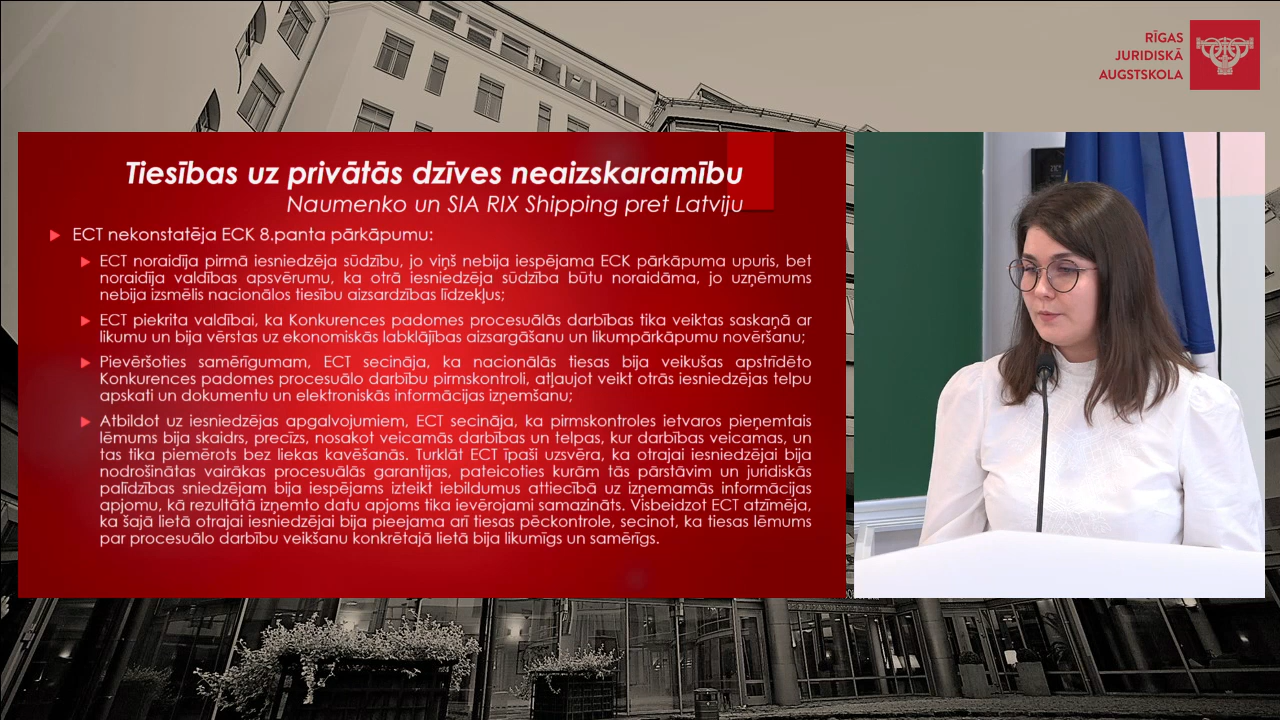 RĪGAS
JURIDISKĀ
AUGSTSKOLA
Tiesības uz privātās dzīves neaizskaramību
Naumenko un SIA RIX Shipping pret Latviju
ECT nekonstatēja ECK 8.panta pārkāpumu:
ECT noraidīja pirmā iesniedzēja sūdzību, jo viņš nebija iespējama ECK pārkāpuma upuris, bet
noraidīja valdības apsvērumu, ka otrā iesniedzēja sūdzība būtu noraidāma, jo uzņēmums
nebija izsmēlis nacionālos tiesību aizsardzības līdzekļus;
ECT piekrita valdībai, ka Konkurences padomes procesuālās darbības tika veiktas saskaņā ar
likumu un bija vērstas uz ekonomiskās labklājības aizsargāšanu un likumpārkāpumu novēršanu;
Pievēršoties samērīgumam, ECT secināja, ka nacionālās tiesas bija veikušas apstrīdēto
Konkurences padomes procesuālo darbību pirmskontroli, atļaujot veikt otrās iesniedzējas telpu
apskati un dokumentu un elektroniskās informācijas izņemšanu;
Atbildot uz iesniedzējas apgalvojumiem, ECT secināja, ka pirmskontroles ietvaros pieņemtais
lēmums bija skaidrs, precīzs, nosakot veicamās darbības un telpas, kur darbības veicamas, un
tas tika piemērots bez liekas kavēšanās. Turklāt ECT īpaši uzsvēra, ka otrajai iesniedzējai bija
nodrošinātas vairākas procesuālās garantijas, pateicoties kurām tās pārstāvim un juridiskās
palīdzības sniedzējam bija iespējams izteikt iebildumus attiecībā uz izņemamās informācijas
apjomu, kā rezultātā izņemto datu apjoms tika ievērojami samazināts. Visbeidzot ECT atzīmēja,
ka šajā lietā otrajai iesniedzējai bija pieejama arī tiesas pēckontrole, secinot, ka tiesas lēmums
par procesuālo darbību veikšanu konkrētajā lietā bija likumīgs un samērīgs.